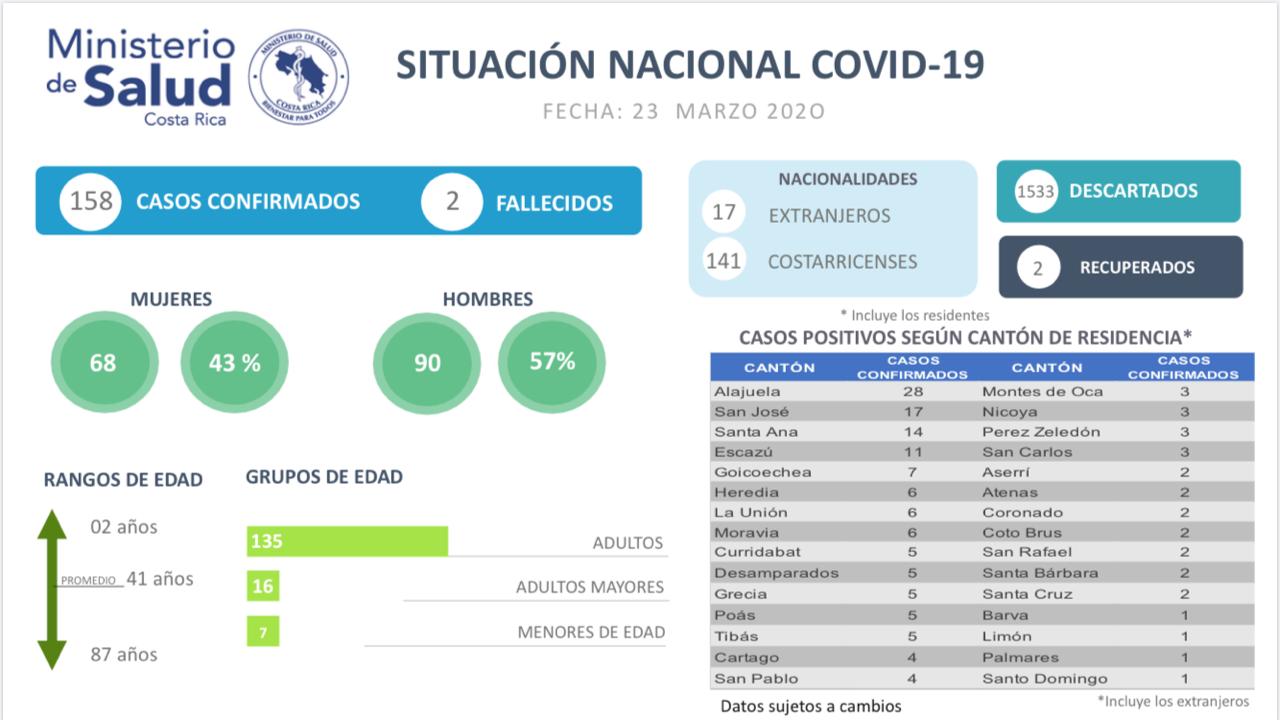 Ministerio
de Salud
Costa Rica
MINISTERIO DE SALUD
COSTA RICA
BIENESTAR PARA TODOS
SITUACIÓN NACIONAL COVID-19
FECHA: 23 MARZO 202O
158 CASOS CONFIRMADOS 2 FALLECIDOS
NACIONALIDADES
17 EXTRANJEROS
141 COSTARRICENSES
1533 DESCARTADOS
2 RECUPERADOS
MUJERES
68 43 %
HOMBRES
90 57%
* Incluye los residentes
CASOS POSITIVOS SEGÚN CANTÓN DE RESIDENCIA*
CANTÓN CASOS CONFIRMADOS CANTÓN CASOS CONFIRMADOS
Alajuela 28 Montes de Oca 3
San José 17 Nicoya 3
Santa Ana 14 Perez Zeledón 3
Escazú 11 San Carlos 3
Goicoechea 7 Aserrí 2
Heredia 6 Atenas 2
La Unión 6 Coronado 2
Moravia 6 Coto Brus 2
Curridabat 5 San Rafael 2
Desamparados 5 Santa Bárbara 2
Grecia 5 Santa Cruz 2
Poás 5 Barva 1
Tibás 5 Limón 1
Cartago 4 Palmares 1
San Pablo 4 Santo Domingo 1
RANGOS DE EDAD
02 años
PROMEDIO 41 años
87 años
GRUPOS DE EDAD
135 ADULTOS
16 ADULTOS MAYORES
7 MENORES DE EDAD
Datos sujetos a cambios
*Incluye los extranjeros